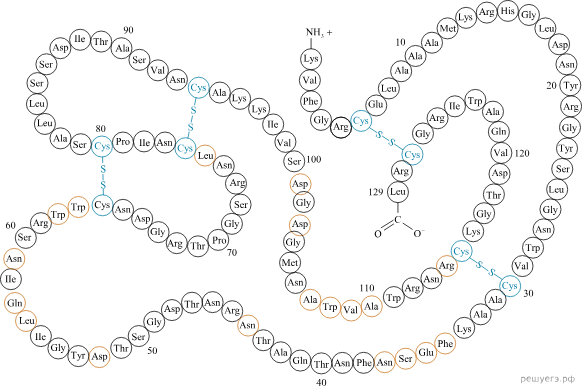 NH₃ +
Lys
Val
Phe
Gly
Arg
Cys
Glu
Leu
Ala
Ala
10
Ala
Met
Lys
Arg
His
Gly
Leu
Asp
Asn
Tyr
20
Arg
Gly
Tyr
Ser
Leu
Gly
Asn
Trp
Val
Cys
30
Ala
Ala
Lys
Phe
Glu
Ser
Asn
Phe
Asn
Thr
40
Gln
Ala
Thr
Asn
Arg
Asn
Thr
Asp
Gly
Ser
50
Thr
Asp
Tyr
Gly
Ile
Leu
Gln
Ile
Asn
Ser
60
Arg
Trp
Trp
Cys
Asn
Asp
Gly
Arg
Thr
Pro
70
Gly
Ser
Arg
Asn
Leu
Cys
Asn
Ile
Pro
Cys
80
Ser
Ala
Leu
Leu
Ser
Ser
Asp
Ile
Thr
Ala
90
Ser
Val
Asn
Cys
Ala
Lys
Lys
Ile
Val
Ser
100
Asp
Gly
Asp
Gly
Met
Asn
Ala
Trp
Val
Ala
110
Trp
Arg
Asn
Arg
Cys
Lys
Gly
Thr
Asp
Val
120
Gln
Ala
Trp
Ile
Arg
Gly
Cys
Arg
Leu
129
C
O
O⁻
S
S
S
S
S S
S S
решуегэ.рф